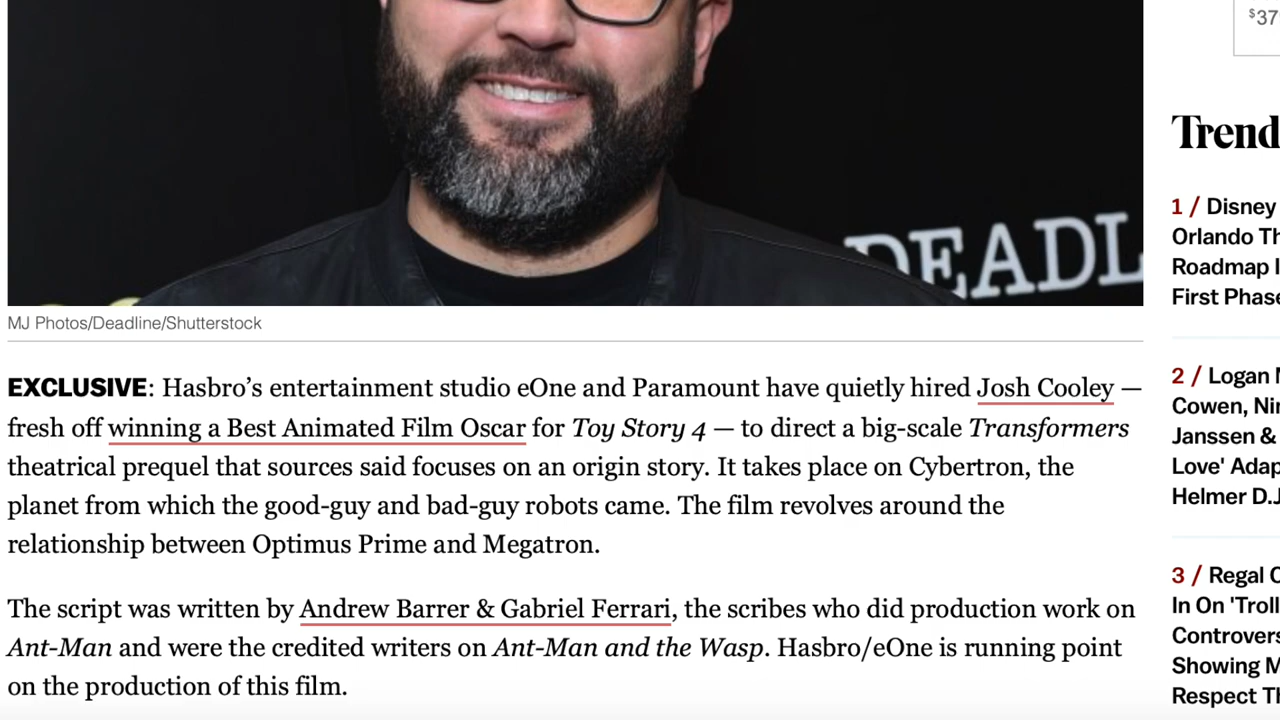 $37
DEADL
MJ Photos/Deadline/Shutterstock
EXCLUSIVE: Hasbro’s entertainment studio eOne and Paramount have quietly hired Josh Cooley —
fresh off winning a Best Animated Film Oscar for Toy Story 4 — to direct a big-scale Transformers
theatrical prequel that sources said focuses on an origin story. It takes place on Cybertron, the
planet from which the good-guy and bad-guy robots came. The film revolves around the
relationship between Optimus Prime and Megatron.
The script was written by Andrew Barrer & Gabriel Ferrari, the scribes who did production work on
Ant-Man and were the credited writers on Ant-Man and the Wasp. Hasbro/eOne is running point
on the production of this film.
Trend
1 / Disney
Orlando Th
Roadmap I
First Phase
2 / Logan M
Cowen, Nin
Janssen &
Love' Adap
Helmer D.J
3 / Regal C
In On 'Troll
Controvers
Showing M
Respect Th